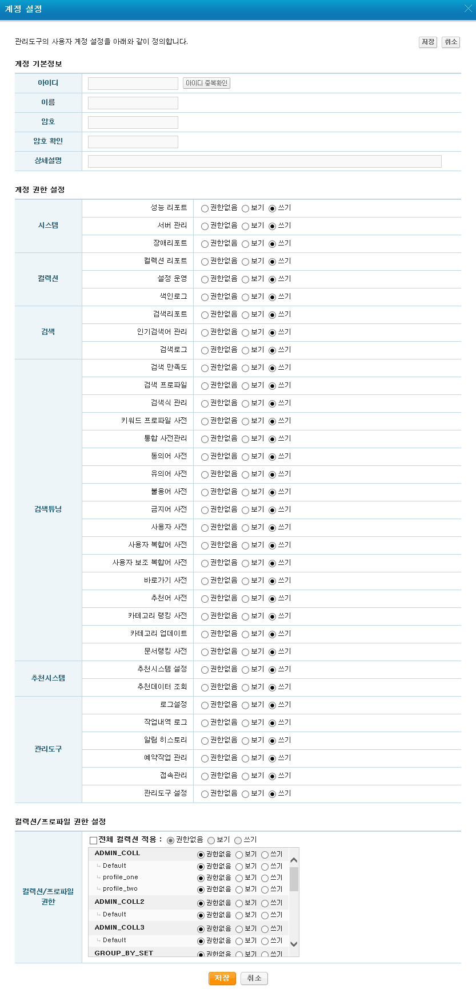 계정 설정
관리도구의 사용자 계정 설정을 아래와 같이 정의합니다. 저장 취소
계정 기본정보
아이디 아이디 중복확인
이름
암호
암호 확인
상세설명
계정 권한 설정
시스템
성능 리포트 권한없음 보기 쓰기
서버 관리 권한없음 보기 쓰기
장애리포트 권한없음 보기 쓰기
컬렉션
컬렉션 리포트 권한없음 보기 쓰기
설정 운영 권한없음 보기 쓰기
색인로그 권한없음 보기 쓰기
검색
검색리포트 권한없음 보기 쓰기
인기검색어 관리 권한없음 보기 쓰기
검색로그 권한없음 보기 쓰기
검색튜닝
검색 만족도 권한없음 보기 쓰기
검색 프로파일 권한없음 보기 쓰기
검색식 관리 권한없음 보기 쓰기
키워드 프로파일 사전 권한없음 보기 쓰기
통합 사전관리 권한없음 보기 쓰기
동의어 사전 권한없음 보기 쓰기
유의어 사전 권한없음 보기 쓰기
불용어 사전 권한없음 보기 쓰기
금지어 사전 권한없음 보기 쓰기
사용자 사전 권한없음 보기 쓰기
사용자 복합어 사전 권한없음 보기 쓰기
사용자 보조 복합어 사전 권한없음 보기 쓰기
바로가기 사전 권한없음 보기 쓰기
추천어 사전 권한없음 보기 쓰기
카테고리 랭킹 사전 권한없음 보기 쓰기
카테고리 업데이트 권한없음 보기 쓰기
문서랭킹 사전 권한없음 보기 쓰기
추천시스템
추천시스템 설정 권한없음 보기 쓰기
추천데이터 조회 권한없음 보기 쓰기
관리도구
로그설정 권한없음 보기 쓰기
작업내역 로그 권한없음 보기 쓰기
알림 히스토리 권한없음 보기 쓰기
예약작업 관리 권한없음 보기 쓰기
접속관리 권한없음 보기 쓰기
관리도구 설정 권한없음 보기 쓰기
컬렉션/프로파일 권한 설정
컬렉션/프로파일
권한
전체 컬렉션 적용 : 권한없음 보기 쓰기
ADMIN_COLL 권한없음 보기 쓰기
Default 권한없음 보기 쓰기
profile_one 권한없음 보기 쓰기
profile_two 권한없음 보기 쓰기
ADMIN_COLL2 권한없음 보기 쓰기
Default 권한없음 보기 쓰기
ADMIN_COLL3 권한없음 보기 쓰기
Default 권한없음 보기 쓰기
GROUP_BY_SET 권한없음 보기 쓰기
저장 취소